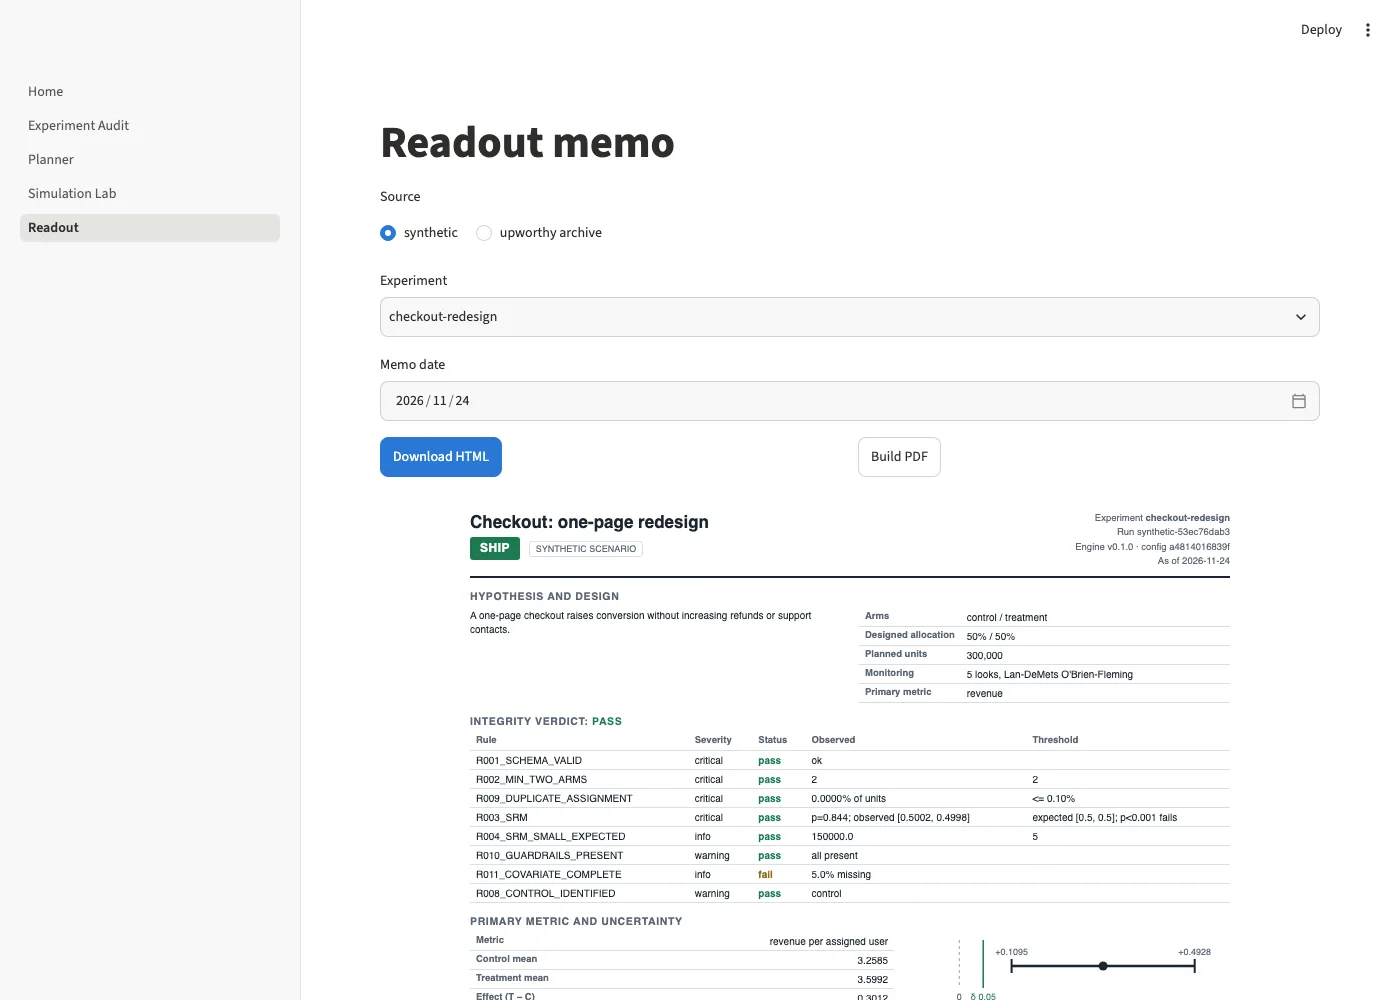 Deploy
Home
Experiment Audit
Planner
Simulation Lab
Readout
Readout memo
Source
synthetic upworthy archive
Experiment
checkout-redesign
Memo date
2026 / 11 / 24
Download HTML Build PDF
Checkout: one-page redesign
SHIP SYNTHETIC SCENARIO
Experiment checkout-redesign
Run synthetic-53ec76dab3
Engine v0.1.0 · config a4814016839f
As of 2026-11-24
HYPOTHESIS AND DESIGN
A one-page checkout raises conversion without increasing refunds or support
contacts.
Arms control / treatment
Designed allocation 50% / 50%
Planned units 300,000
Monitoring 5 looks, Lan-DeMets O'Brien-Fleming
Primary metric revenue
INTEGRITY VERDICT: PASS
Rule Severity Status Observed Threshold
R001_SCHEMA_VALID critical pass ok
R002_MIN_TWO_ARMS critical pass 2 2
R009_DUPLICATE_ASSIGNMENT critical pass 0.0000% of units <= 0.10%
R003_SRM critical pass p=0.844; observed [0.5002, 0.4998] expected [0.5, 0.5]; p<0.001 fails
R004_SRM_SMALL_EXPECTED info pass 150000.0 5
R010_GUARDRAILS_PRESENT warning pass all present
R011_COVARIATE_COMPLETE info fail 5.0% missing
R008_CONTROL_IDENTIFIED warning pass control
PRIMARY METRIC AND UNCERTAINTY
Metric revenue per assigned user
Control mean 3.2585
Treatment mean 3.5992
Effect (T – C) 0.3012
+0.1095 +0.4928
0 δ 0.05